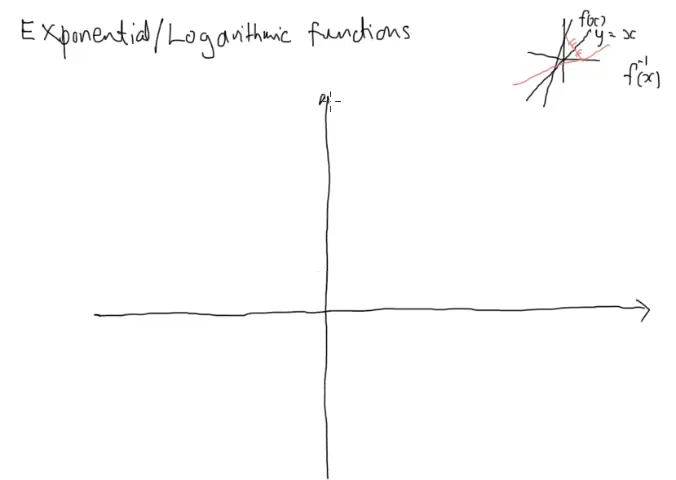 Exponential/Logarithmic functions
f(x)
y = x
f⁻¹(x)